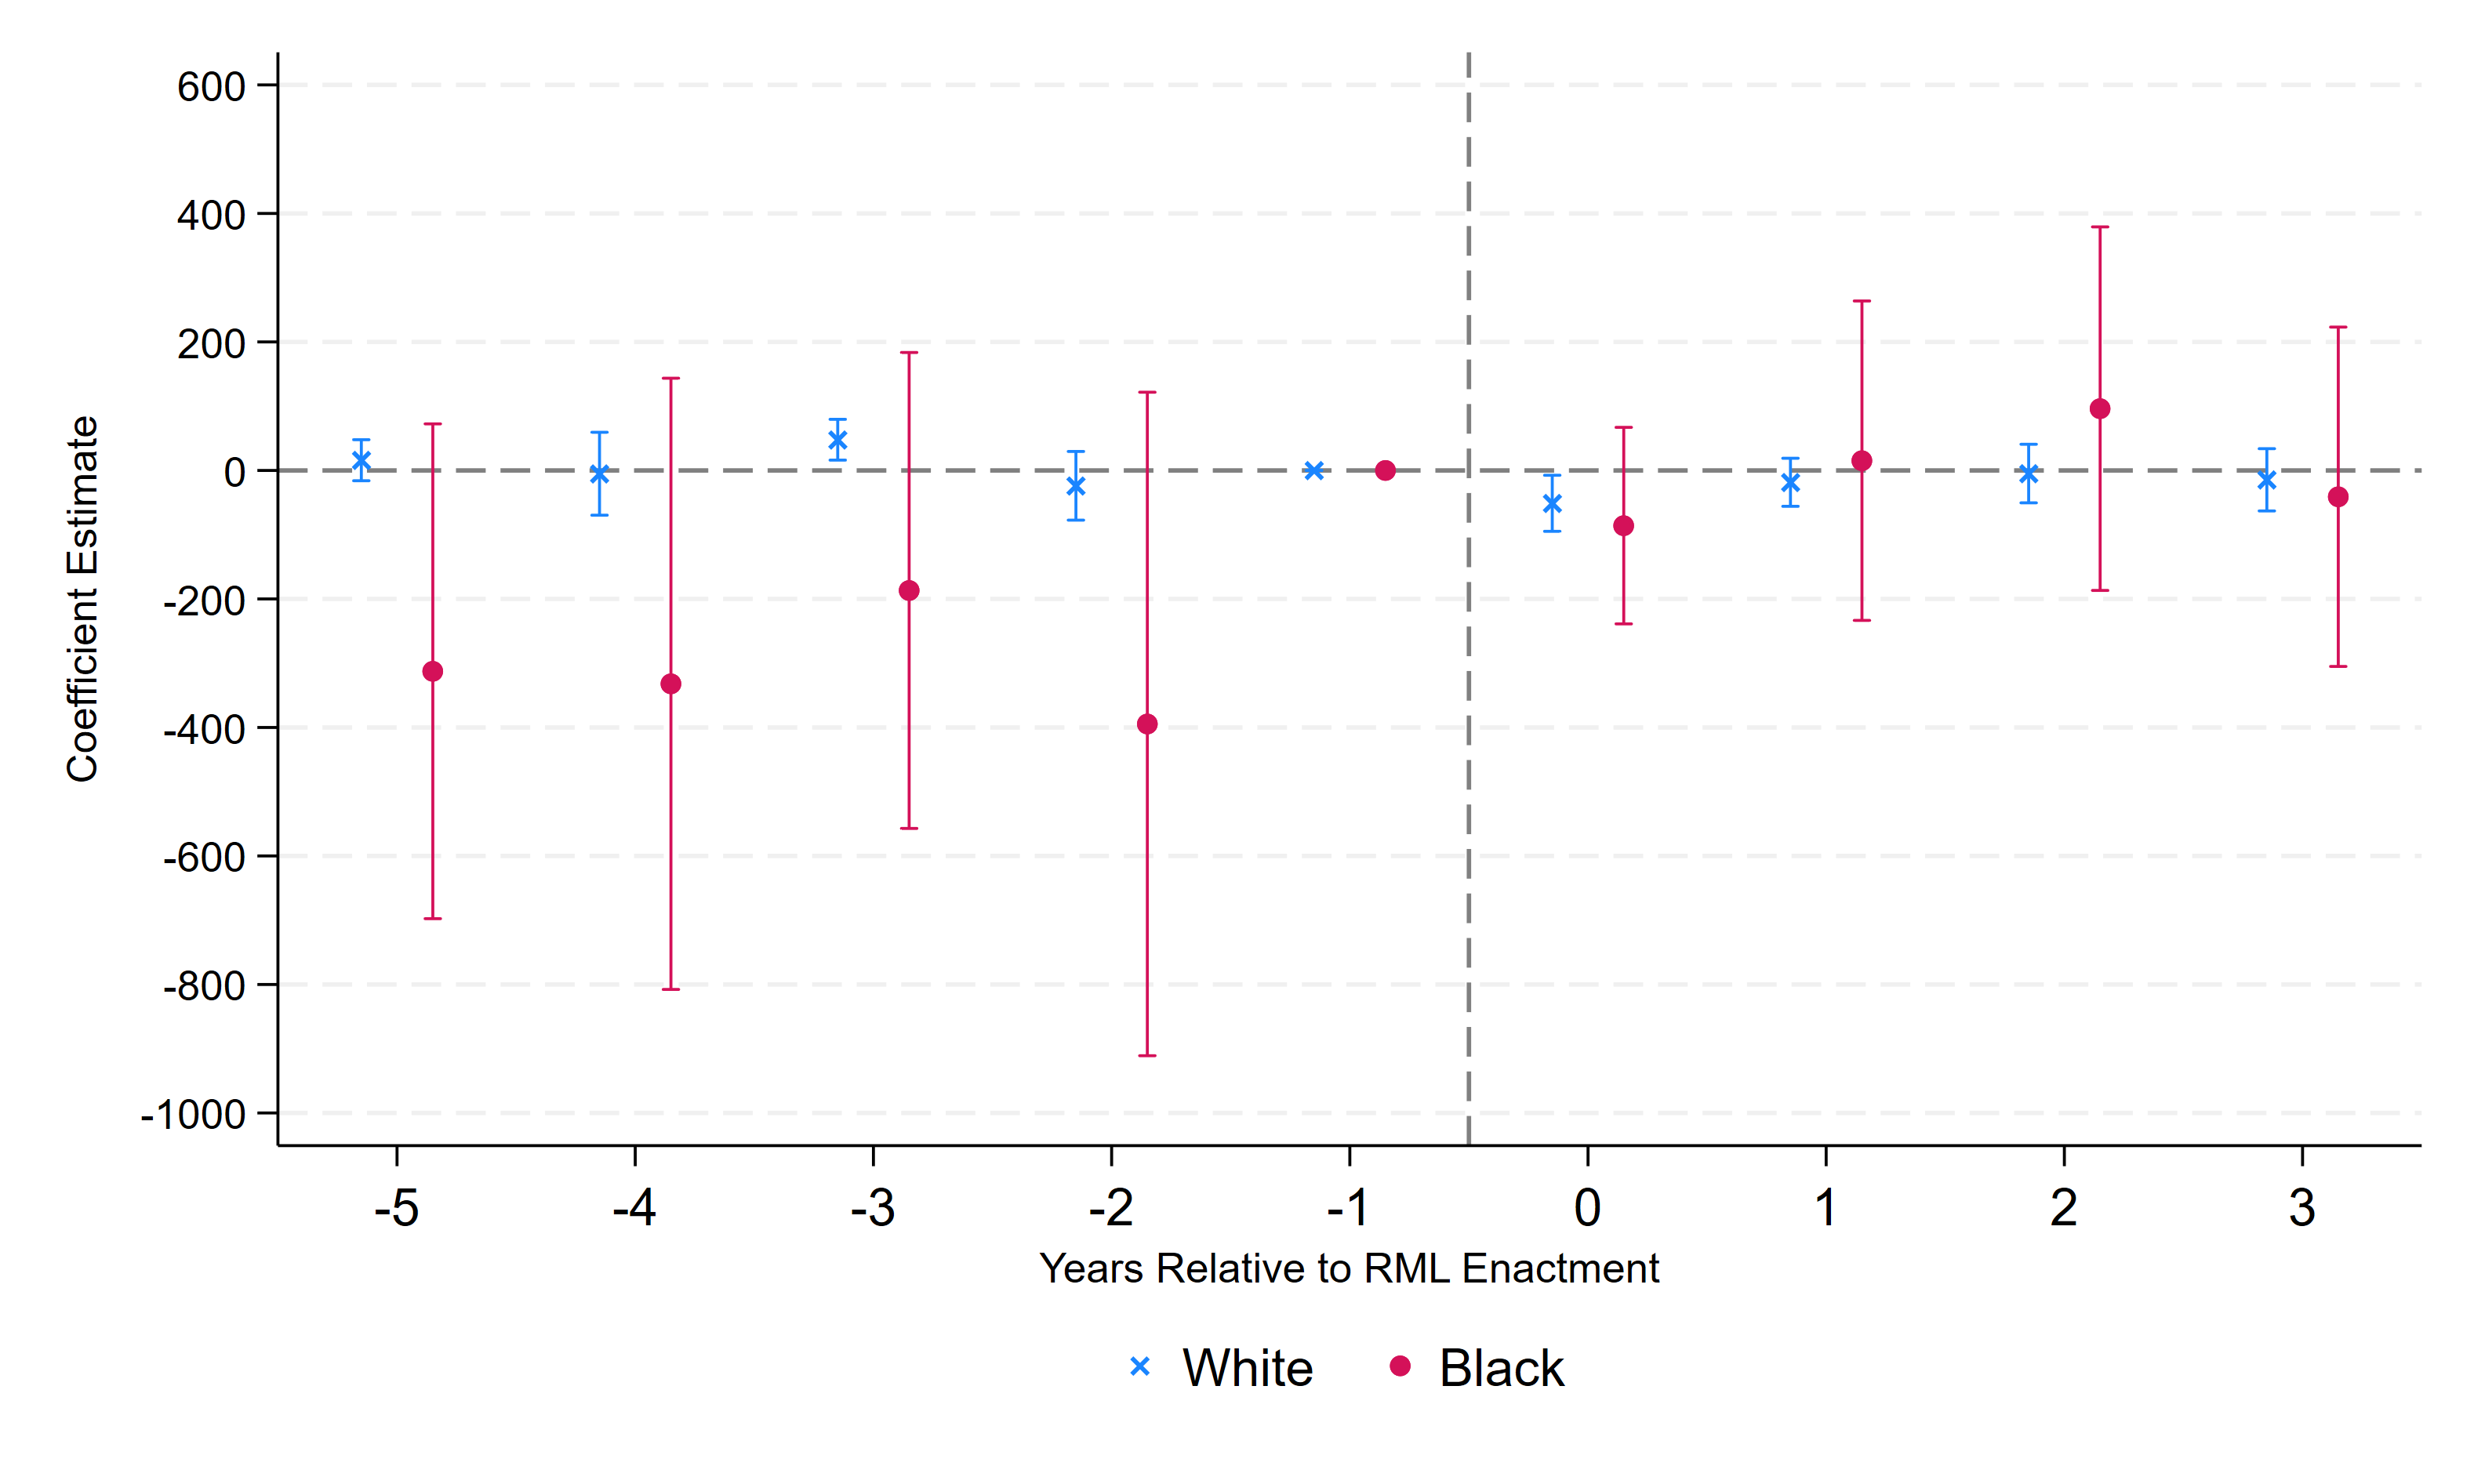 600
400
200
0
-200
-400
-600
-800
-1000
Coefficient Estimate
-5 -4 -3 -2 -1 0 1 2 3
Years Relative to RML Enactment
White Black